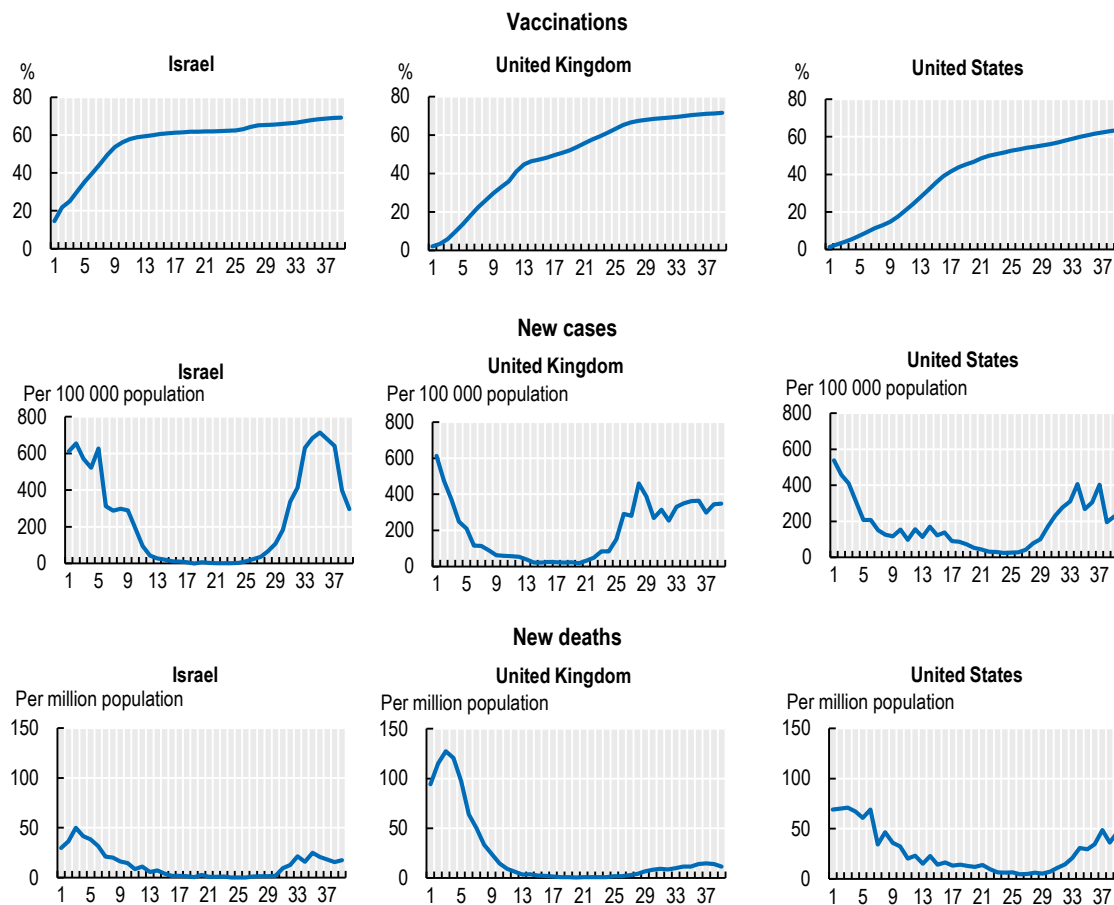 Vaccinations
Israel
United Kingdom
United States
%
%
%
80
60
40
20
0
1 5 9 13 17 21 25 29 33 37
80
60
40
20
0
1 5 9 13 17 21 25 29 33 37
80
60
40
20
0
1 5 9 13 17 21 25 29 33 37
New cases
Israel
United Kingdom
United States
Per 100 000 population
Per 100 000 population
Per 100 000 population
800
600
400
200
0
1 5 9 13 17 21 25 29 33 37
800
600
400
200
0
1 5 9 13 17 21 25 29 33 37
800
600
400
200
0
1 5 9 13 17 21 25 29 33 37
New deaths
Israel
United Kingdom
United States
Per million population
Per million population
Per million population
150
100
50
0
1 5 9 13 17 21 25 29 33 37
150
100
50
0
1 5 9 13 17 21 25 29 33 37
150
100
50
0
1 5 9 13 17 21 25 29 33 37